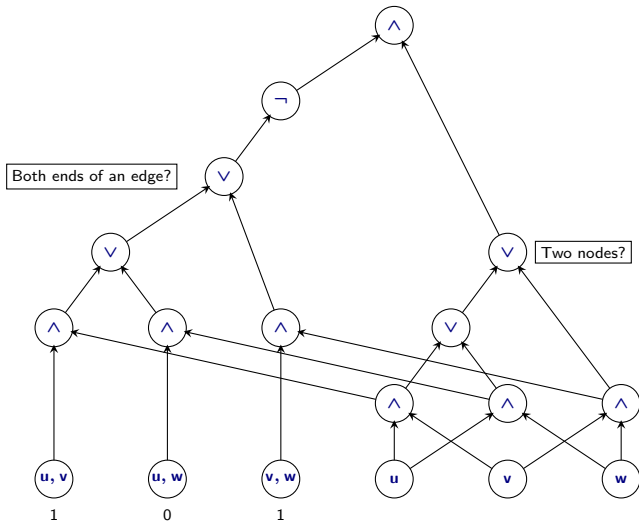 ∧
¬
Both ends of an edge?
∨
∨
∨
Two nodes?
∧
∧
∧
∨
∧
∧
∧
u, v
u, w
v, w
u
v
w
1
0
1